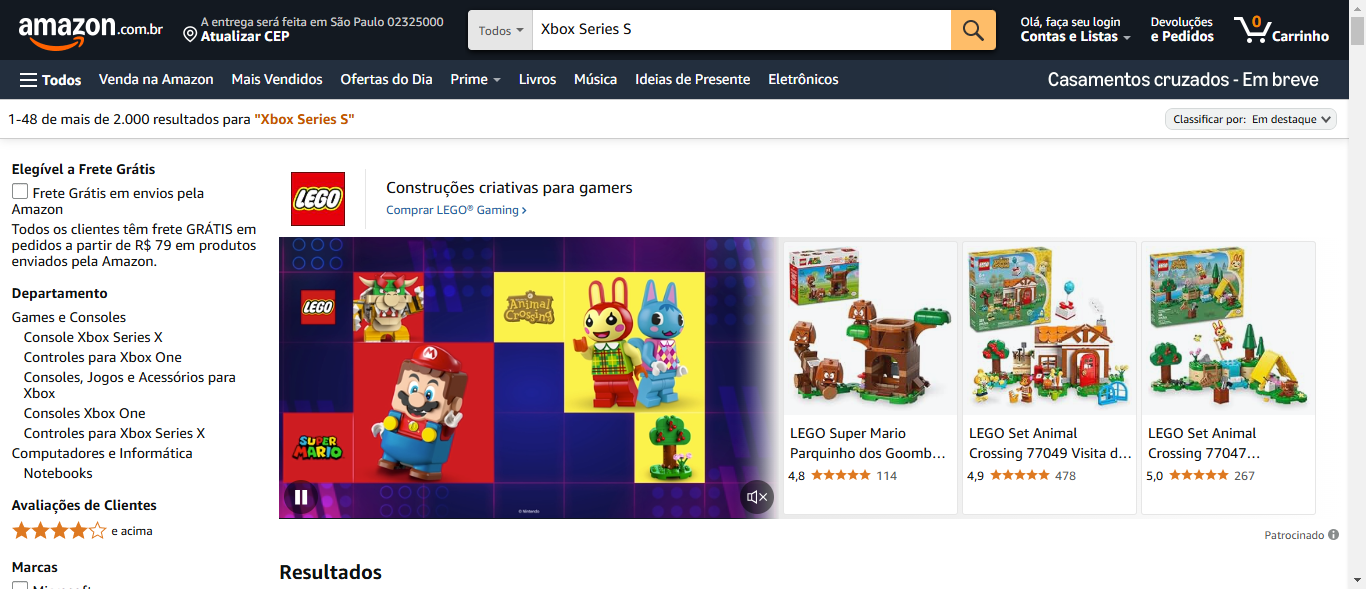 amazon.com.br
A entrega será feita em São Paulo 02325000
Atualizar CEP
Todos
Xbox Series S
Olá, faça seu login
Contas e Listas
Devoluções
e Pedidos
0
Carrinho
Todos
Venda na Amazon
Mais Vendidos
Ofertas do Dia
Prime
Livros
Música
Ideias de Presente
Eletrônicos
Casamentos cruzados - Em breve
1-48 de mais de 2.000 resultados para "Xbox Series S"
Classificar por: Em destaque
Elegível a Frete Grátis
Frete Grátis em envios pela
Amazon
Todos os clientes têm frete GRÁTIS em
pedidos a partir de R$ 79 em produtos
enviados pela Amazon.
Departamento
Games e Consoles
Console Xbox Series X
Controles para Xbox One
Consoles, Jogos e Acessórios para
Xbox
Consoles Xbox One
Controles para Xbox Series X
Computadores e Informática
Notebooks
Avaliações de Clientes
e acima
Marcas
LEGO
Construções criativas para gamers
Comprar LEGO® Gaming ›
LEGO
Animal
Crossing
SUPER
MARIO
© Nintendo
LEGO Super Mario
Parquinho dos Goomb...
4,8
114
LEGO Set Animal
Crossing 77049 Visita d...
4,9
478
LEGO Set Animal
Crossing 77047...
5,0
267
Patrocinado
Resultados